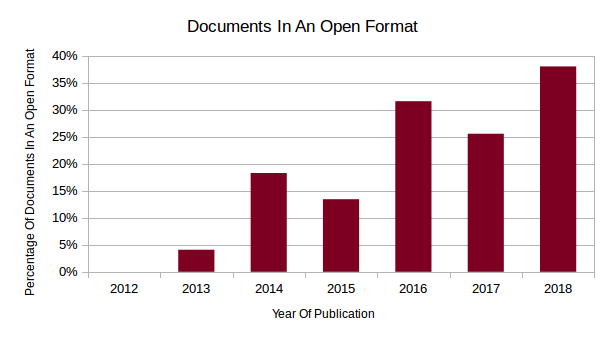 Documents In An Open Format
Percentage Of Documents In An Open Format
40%
35%
30%
25%
20%
15%
10%
5%
0%
2012 2013 2014 2015 2016 2017 2018
Year Of Publication